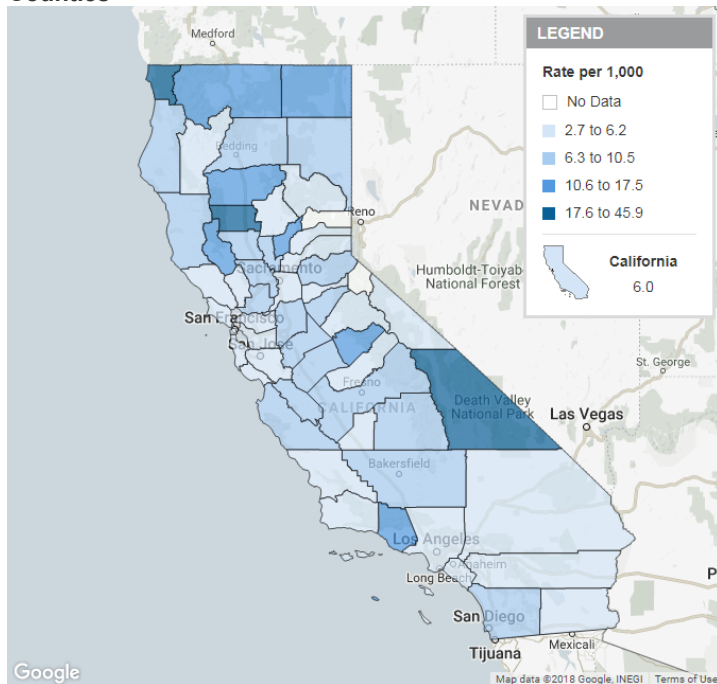 Medford
LEGEND
Rate per 1,000
No Data
2.7 to 6.2
6.3 to 10.5
10.6 to 17.5
17.6 to 45.9
California
6.0
Redding
NEVAD
Reno
Humboldt-Toiyab
National Forest
Sacramento
San Francisco
San Jose
St. George
Fresno
CALIFORNIA
Death Valley
National Park
Las Vegas
Bakersfield
Los Angeles
Anaheim
Long Beach
P
San Diego
Tijuana
Mexicali
Google
Map data ©2018 Google, INEGI
Terms of Use